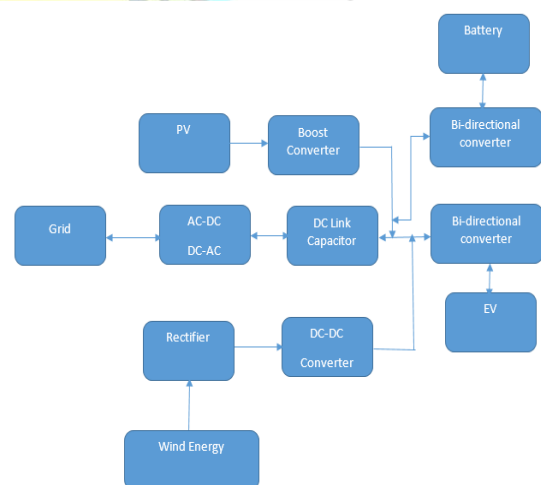 Battery
PV
Boost
Converter
Bi-directional
converter
Grid
AC-DC
DC-AC
DC Link
Capacitor
Bi-directional
converter
EV
Rectifier
DC-DC
Converter
Wind Energy